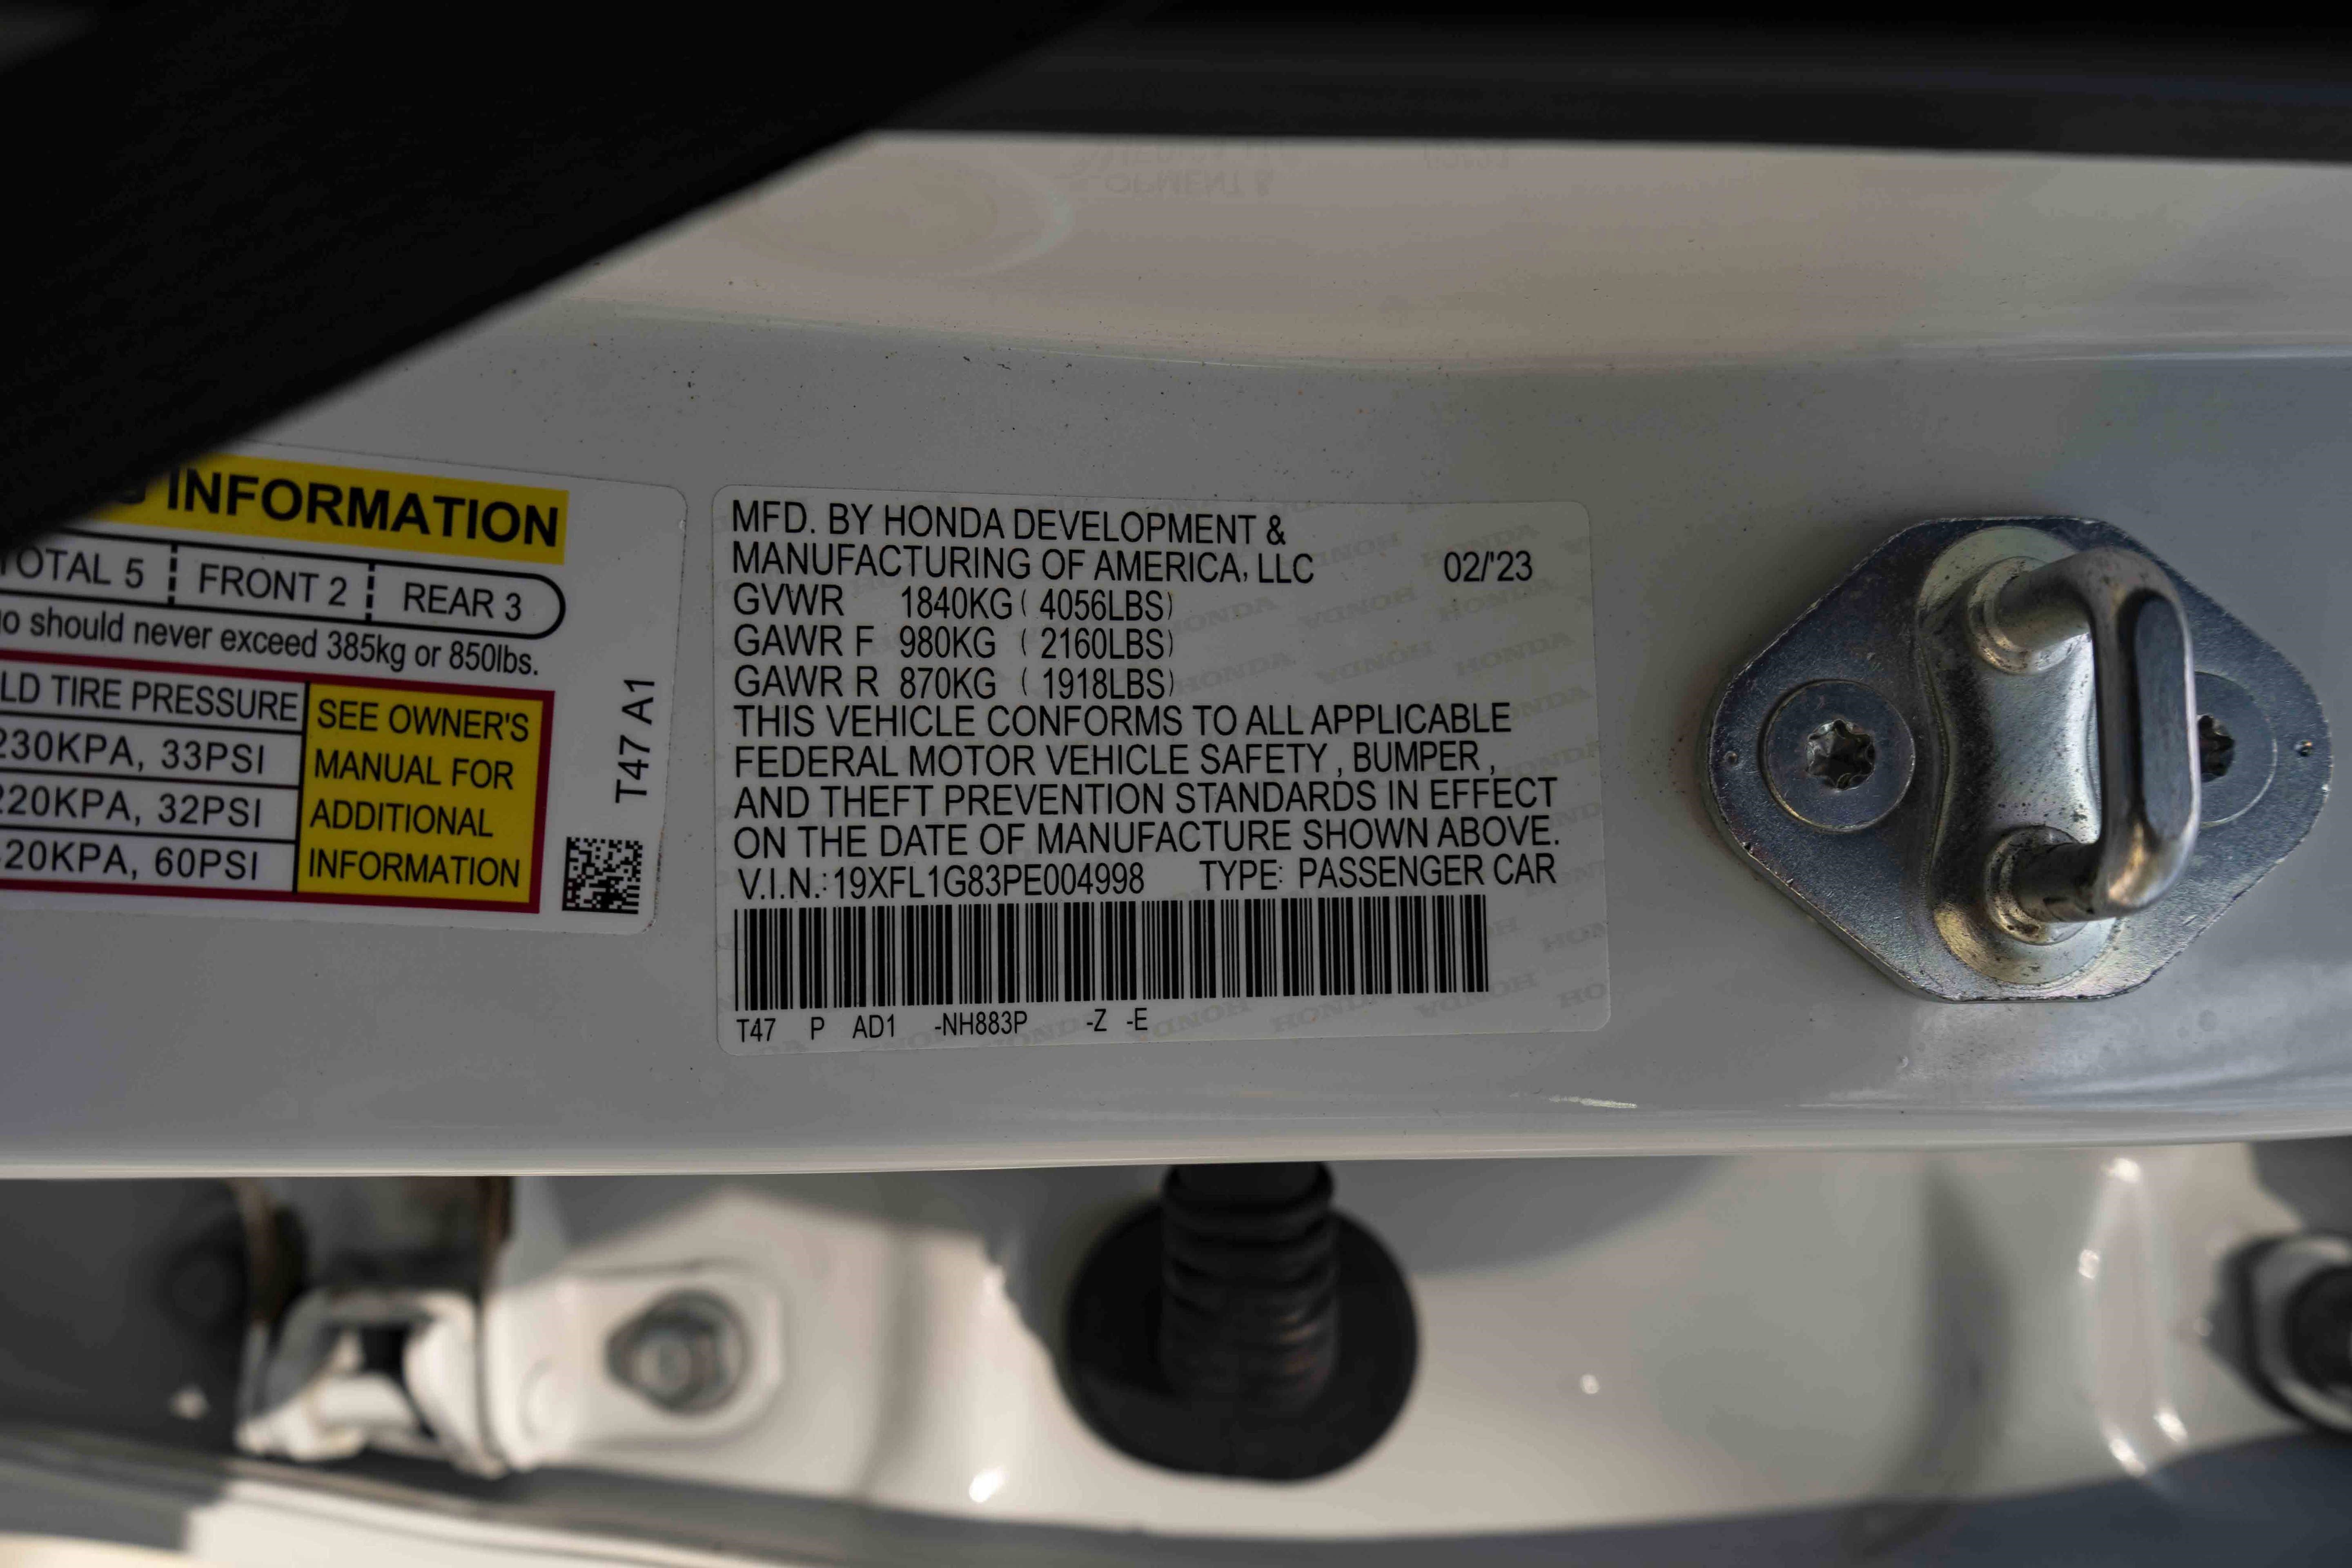 INFORMATION
TOTAL 5 FRONT 2 REAR 3
should never exceed 385kg or 850lbs.
TIRE PRESSURE
230KPA, 33PSI
220KPA, 32PSI
60PSI
SEE OWNER'S
MANUAL FOR
ADDITIONAL
INFORMATION
T47 A1
MFD. BY HONDA DEVELOPMENT &
MANUFACTURING OF AMERICA, LLC 02/'23
GVWR 1840KG ( 4056LBS)
GAWR F 980KG ( 2160LBS)
GAWR R 870KG ( 1918LBS)
THIS VEHICLE CONFORMS TO ALL APPLICABLE
FEDERAL MOTOR VEHICLE SAFETY , BUMPER ,
AND THEFT PREVENTION STANDARDS IN EFFECT
ON THE DATE OF MANUFACTURE SHOWN ABOVE.
V.I.N.: 19XFL1G83PE004998 TYPE: PASSENGER CAR
T47 P AD1 -NH883P -Z -E